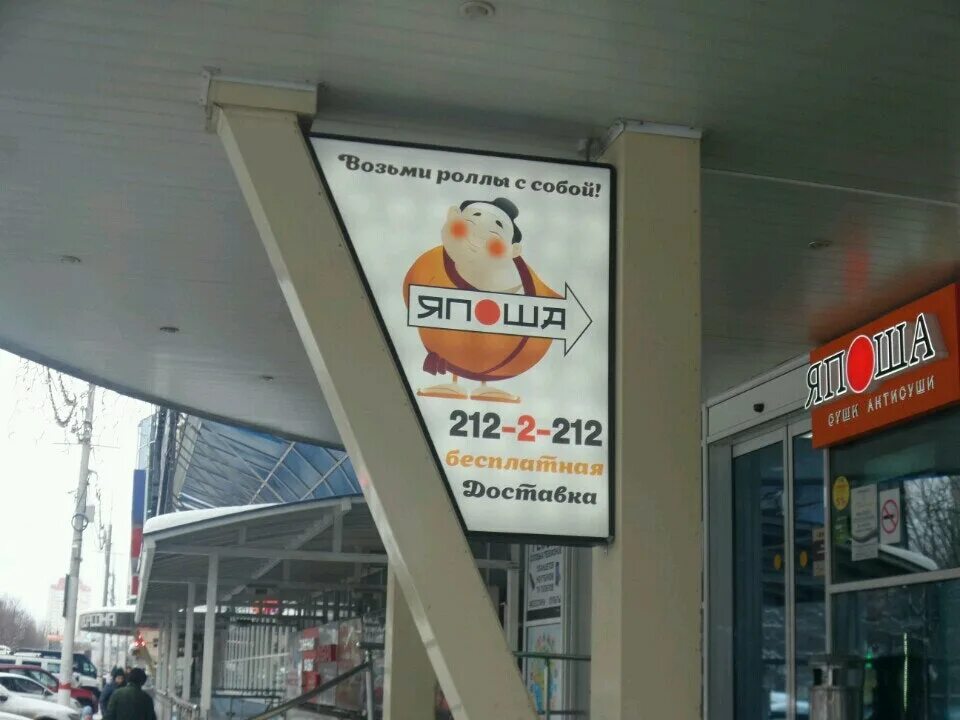 Возьми роллы с собой!
ЯПОША
212-2-212
бесплатная
Доставка
ЯПОША
СУШИ АНТИСУШИ